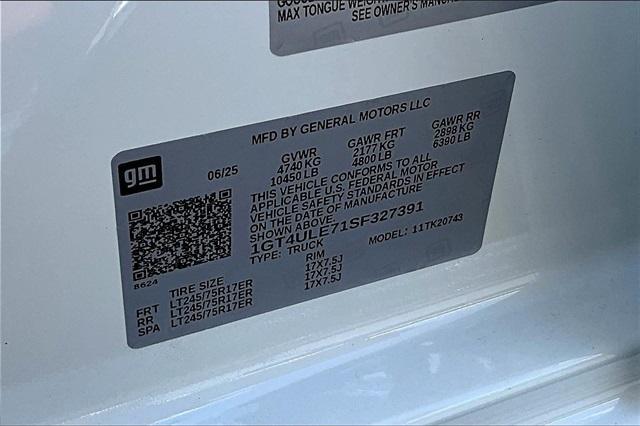 MAX TONGUE WEIGHT
SEE OWNER'S MANUAL
MFD BY GENERAL MOTORS LLC
gm
06/25
GVWR GAWR FRT GAWR RR
4740 KG 2177 KG 2898 KG
10450 LB 4800 LB 6390 LB
THIS VEHICLE CONFORMS TO ALL
APPLICABLE U.S. FEDERAL MOTOR
VEHICLE SAFETY STANDARDS IN EFFECT
ON THE DATE OF MANUFACTURE
SHOWN ABOVE.
1GT4ULE71SF327391
TYPE: TRUCK MODEL: 11TK20743
8624
TIRE SIZE RIM
FRT LT245/75R17ER 17X7.5J
RR LT245/75R17ER 17X7.5J
SPA LT245/75R17ER 17X7.5J